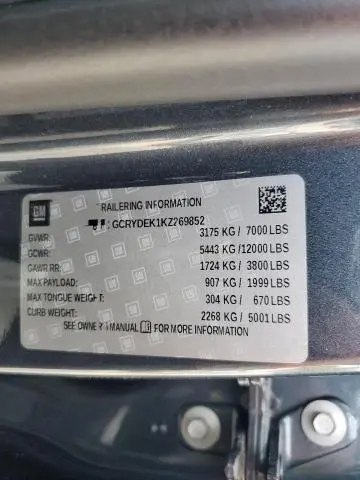 GM
TRAILERING INFORMATION
GCRYDEK1KZ269852
GVWR: 3175 KG / 7000 LBS
GCWR: 5443 KG / 12000 LBS
GAWR RR: 1724 KG / 3800 LBS
MAX PAYLOAD: 907 KG / 1999 LBS
MAX TONGUE WEIGHT: 304 KG / 670 LBS
CURB WEIGHT: 2268 KG / 5001 LBS
SEE OWNER'S MANUAL FOR MORE INFORMATION